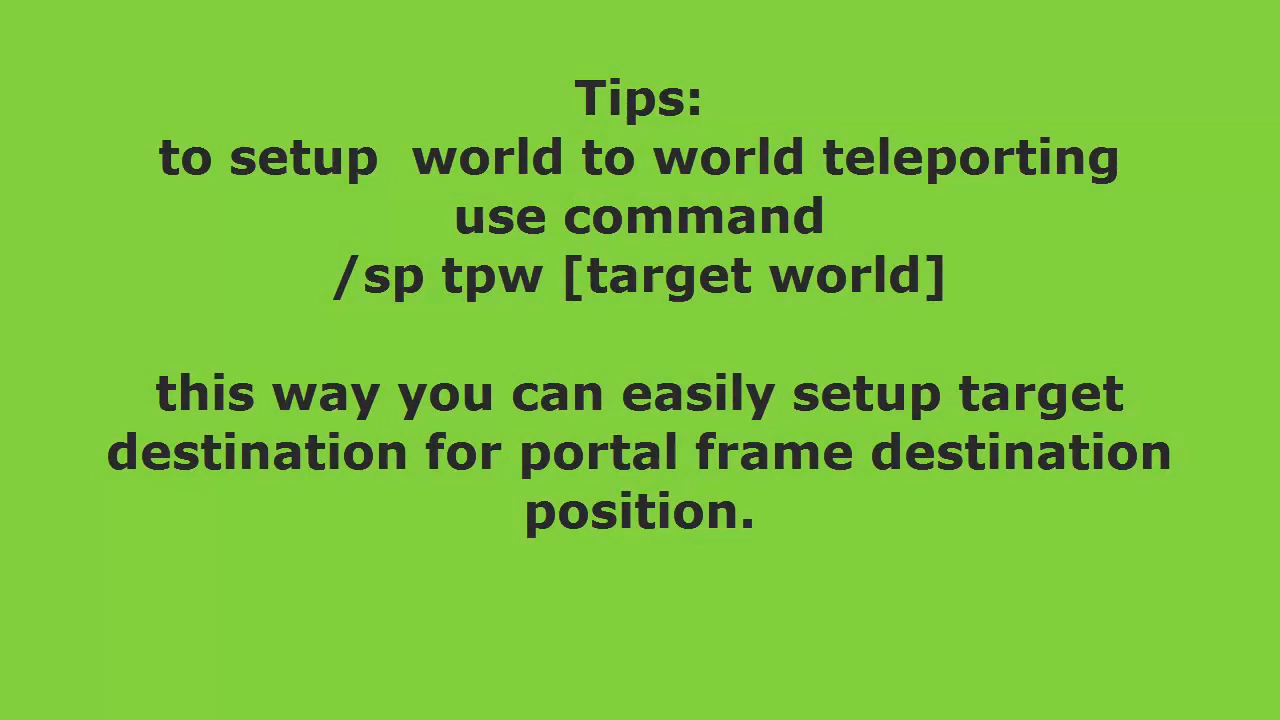 Tips:
to setup  world to world teleporting
use command
/sp tpw [target world]
this way you can easily setup target
destination for portal frame destination
position.